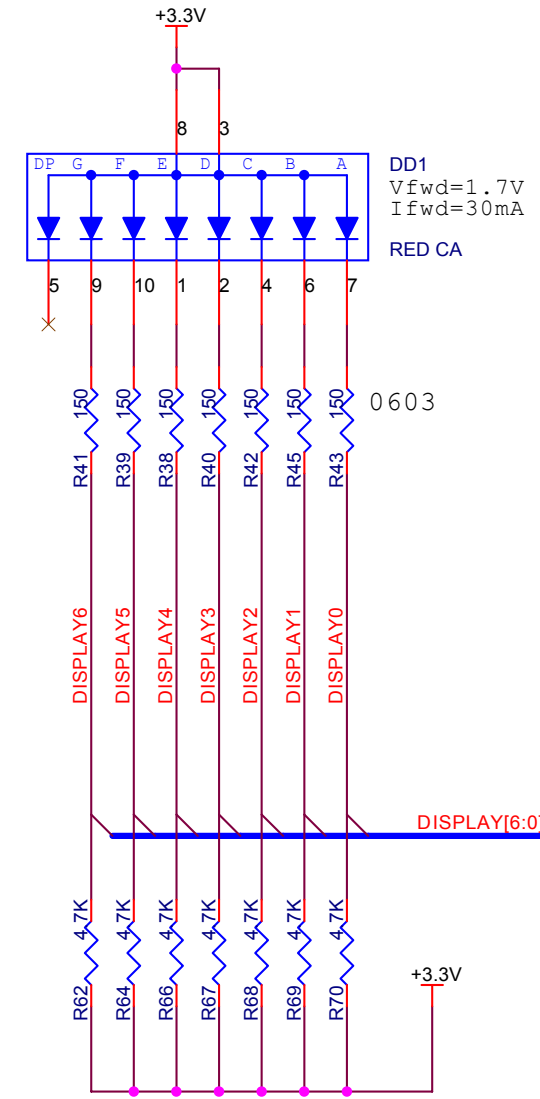 +3.3V
8 3
DP G F E D C B A
DD1
Vfwd=1.7V
Ifwd=30mA
RED CA
5 9 10 1 2 4 6 7
150 150 150 150 150 150 150
0603
R41 R39 R38 R40 R42 R45 R43
DISPLAY6 DISPLAY5 DISPLAY4 DISPLAY3 DISPLAY2 DISPLAY1 DISPLAY0
DISPLAY[6:0]
4.7K 4.7K 4.7K 4.7K 4.7K 4.7K 4.7K
+3.3V
R62 R64 R66 R67 R68 R69 R70